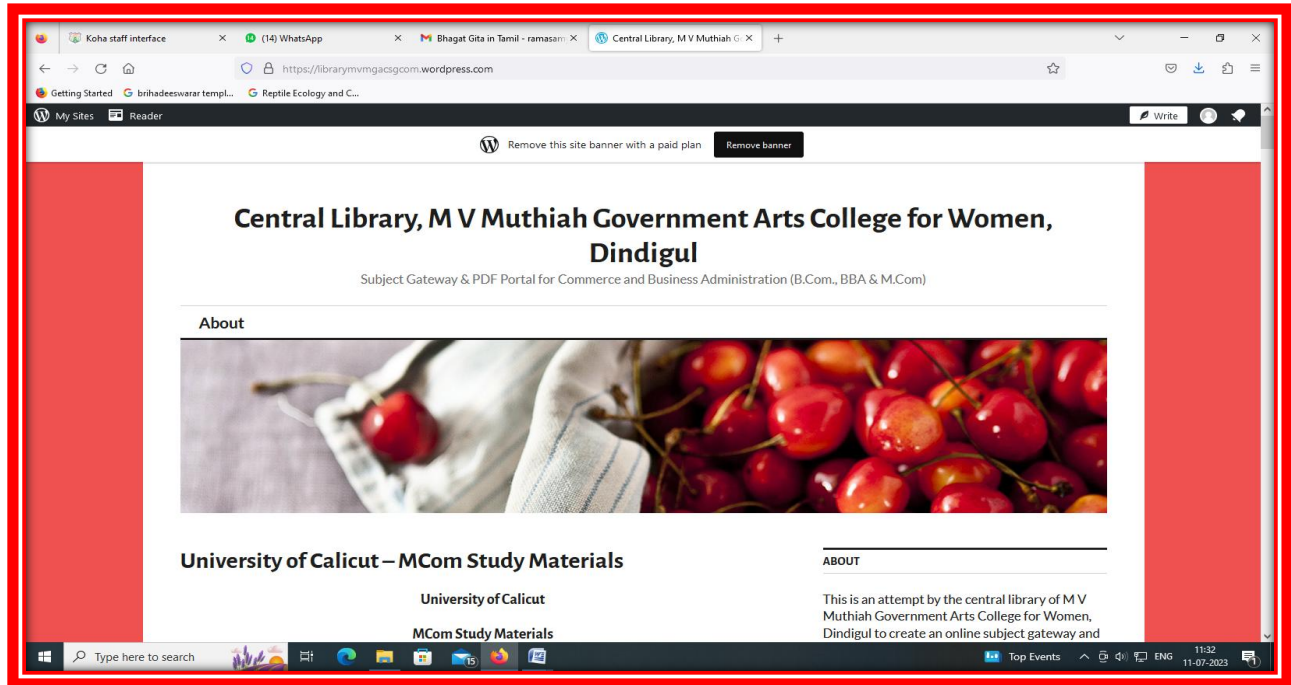 Koha staff interface
(14) WhatsApp
Bhagat Gita in Tamil - ramasam
Central Library, M V Muthiah G
https://librarymvmgacsgcom.wordpress.com
Getting Started
brihadeeswarar templ...
Reptile Ecology and C...
My Sites
Reader
Write
Remove this site banner with a paid plan
Remove banner
Central Library, M V Muthiah Government Arts College for Women,
Dindigul
Subject Gateway & PDF Portal for Commerce and Business Administration (B.Com., BBA & M.Com)
About
University of Calicut – MCom Study Materials
University of Calicut
MCom Study Materials
ABOUT
This is an attempt by the central library of M V
Muthiah Government Arts College for Women,
Dindigul to create an online subject gateway and
Type here to search
15
Top Events
ENG
11:32
11-07-2023
1